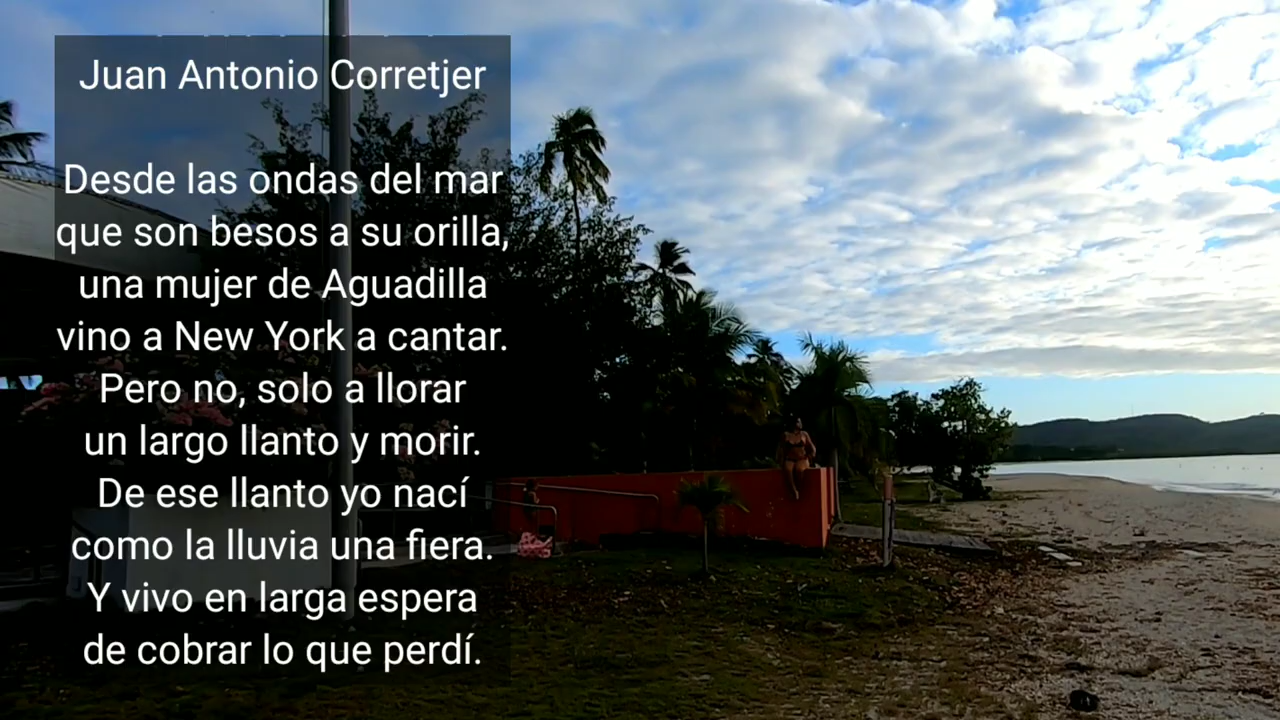 Juan Antonio Corretjer
Desde las ondas del mar
que son besos a su orilla,
una mujer de Aguadilla
vino a New York a cantar.
Pero no, solo a llorar
un largo llanto y morir.
De ese llanto yo nací
como la lluvia una fiera.
Y vivo en larga espera
de cobrar lo que perdí.